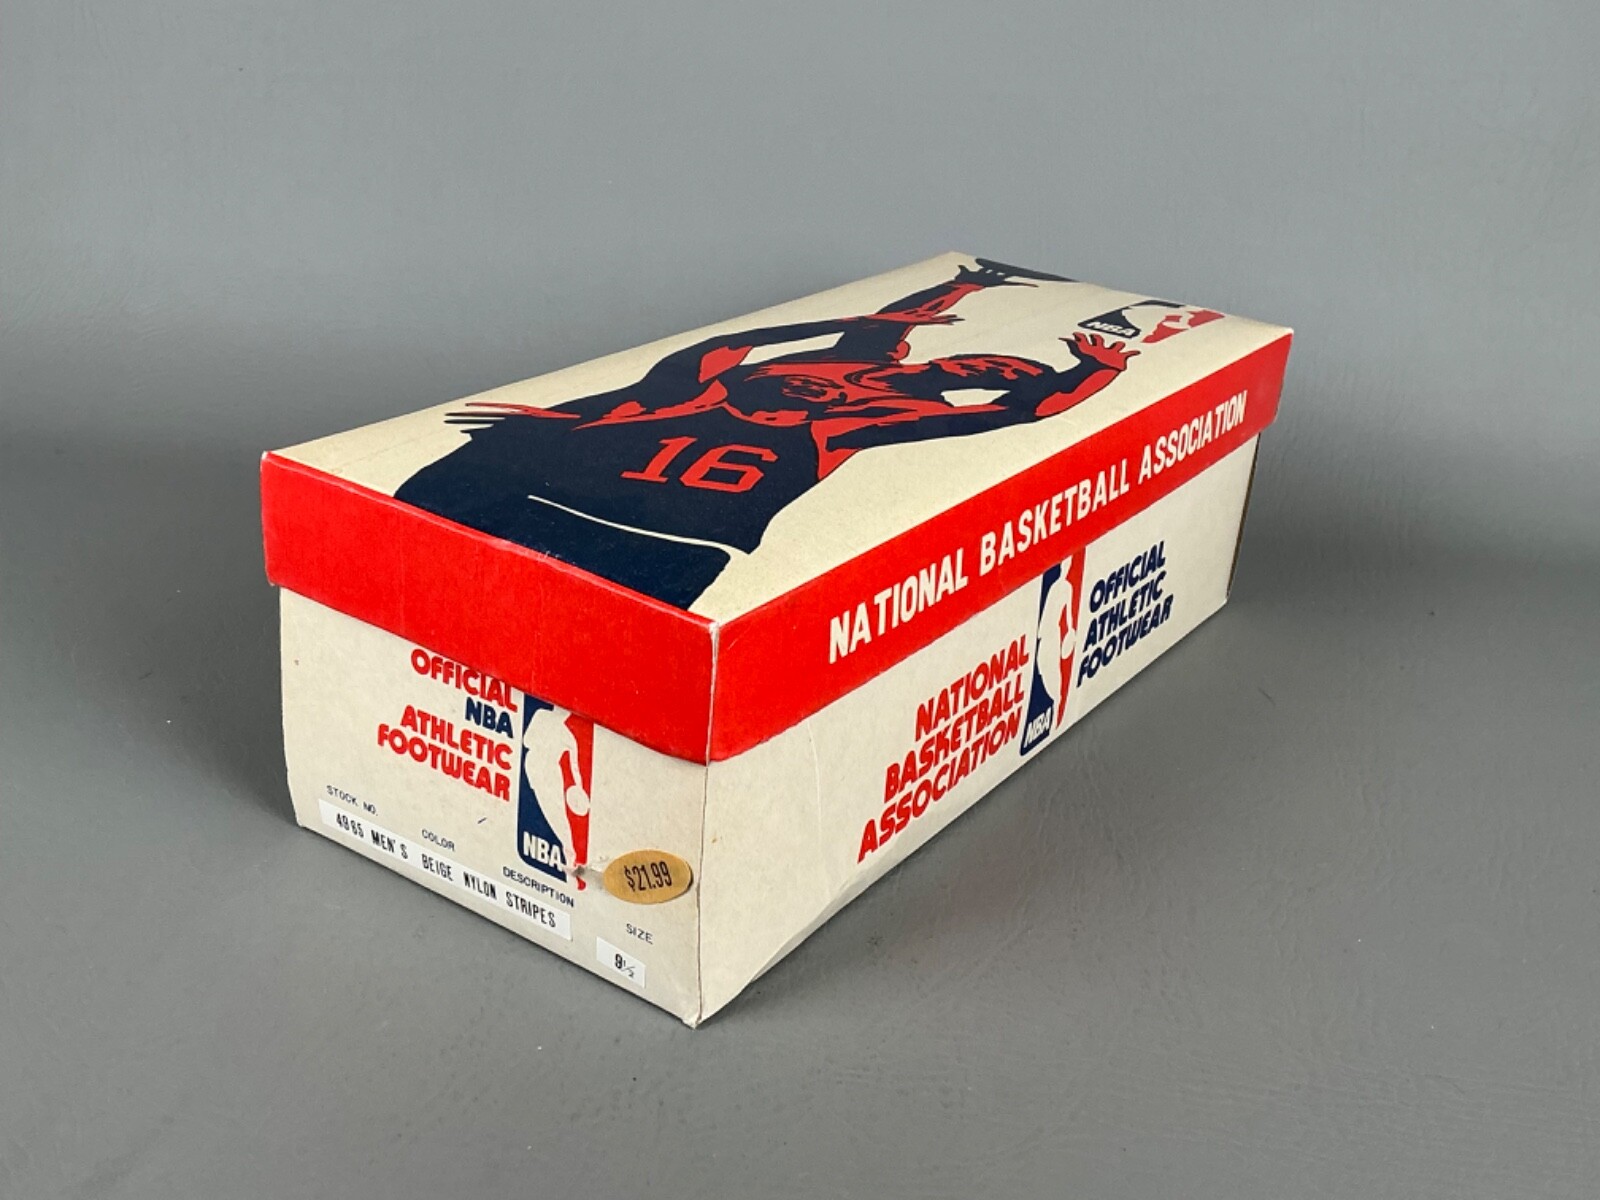 NBA
16
NATIONAL BASKETBALL ASSOCIATION
OFFICIAL
NBA
ATHLETIC
FOOTWEAR
NBA
$21.99
STOCK NO.
COLOR
DESCRIPTION
SIZE
4965 MEN'S BEIGE NYLON STRIPES
9½
NATIONAL
BASKETBALL
ASSOCIATION
NBA
OFFICIAL
ATHLETIC
FOOTWEAR